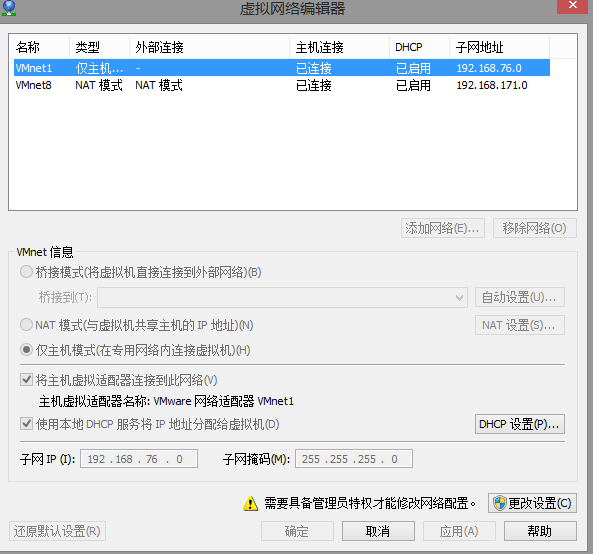 虚拟网络编辑器
名称 类型 外部连接 主机连接 DHCP 子网地址
VMnet1 仅主机... - 已连接 已启用 192.168.76.0
VMnet8 NAT 模式 NAT 模式 已连接 已启用 192.168.171.0
添加网络(E)... 移除网络(O)
VMnet 信息
桥接模式(将虚拟机直接连接到外部网络)(B)
桥接到(T): 自动设置(U)...
NAT 模式(与虚拟机共享主机的 IP 地址)(N) NAT 设置(S)...
仅主机模式(在专用网络内连接虚拟机)(H)
将主机虚拟适配器连接到此网络(V)
主机虚拟适配器名称: VMware 网络适配器 VMnet1
使用本地 DHCP 服务将 IP 地址分配给虚拟机(D) DHCP 设置(P)...
子网 IP (I): 192 . 168 . 76 . 0 子网掩码(M): 255 . 255 . 255 . 0
需要具备管理员特权才能修改网络配置。 更改设置(C)
还原默认设置(R) 确定 取消 应用(A) 帮助